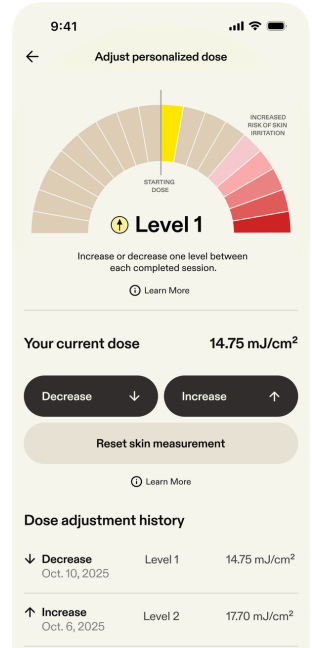 9:41
Adjust personalized dose
INCREASED
RISK OF SKIN
IRRITATION
STARTING
DOSE
Level 1
Increase or decrease one level between
each completed session.
Learn More
Your current dose 14.75 mJ/cm²
Decrease Increase
Reset skin measurement
Learn More
Dose adjustment history
Decrease Level 1 14.75 mJ/cm²
Oct. 10, 2025
Increase Level 2 17.70 mJ/cm²
Oct. 6, 2025